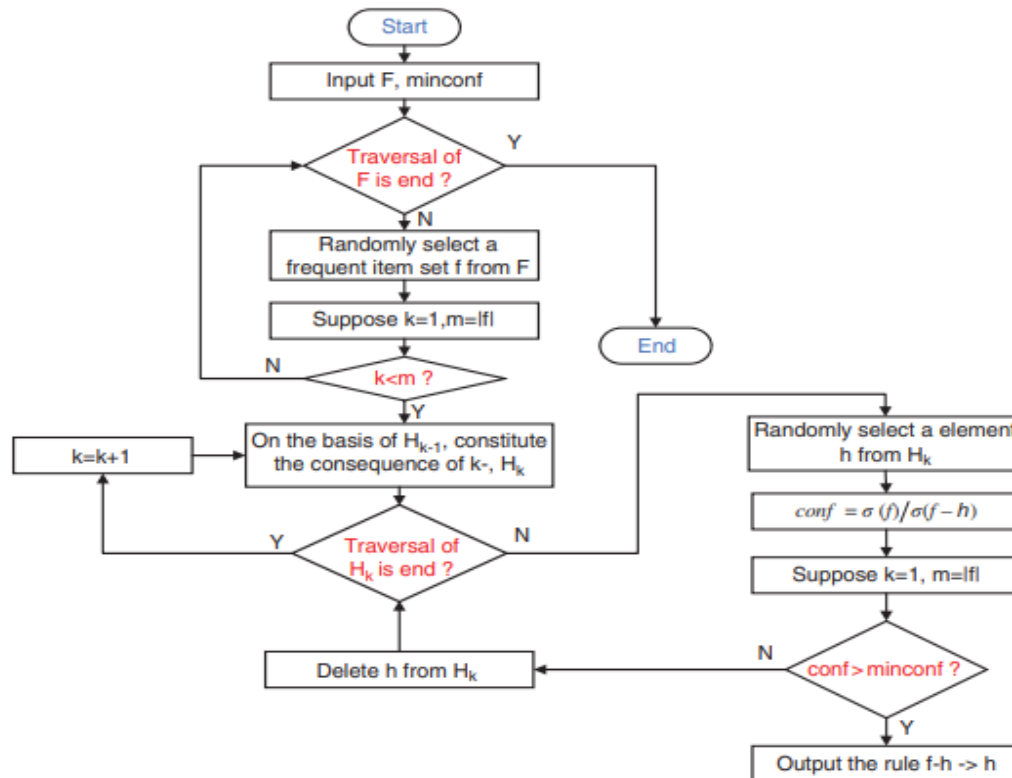 Start
Input F, minconf
Traversal of
F is end ?
Y
N
Randomly select a
frequent item set f from F
Suppose k=1,m=|f|
End
N
k<m ?
Y
On the basis of Hk-1, constitute
the consequence of k-, Hk
k=k+1
Randomly select a element
h from Hk
conf = σ (f)/σ(f – h)
Y
Traversal of
Hk is end ?
N
Suppose k=1, m=|f|
Delete h from Hk
N
conf> minconf ?
Y
Output the rule f-h -> h